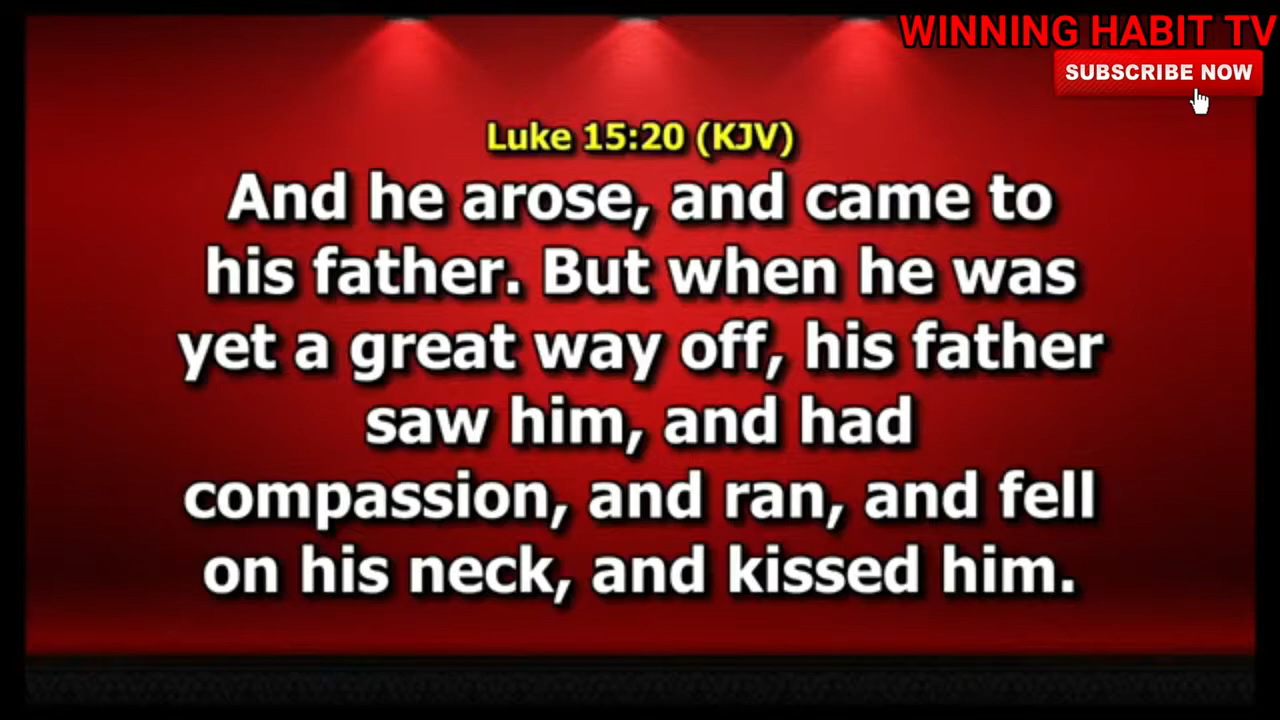 WINNING HABIT TV
SUBSCRIBE NOW
Luke 15:20 (KJV)
And he arose, and came to
his father. But when he was
yet a great way off, his father
saw him, and had
compassion, and ran, and fell
on his neck, and kissed him.